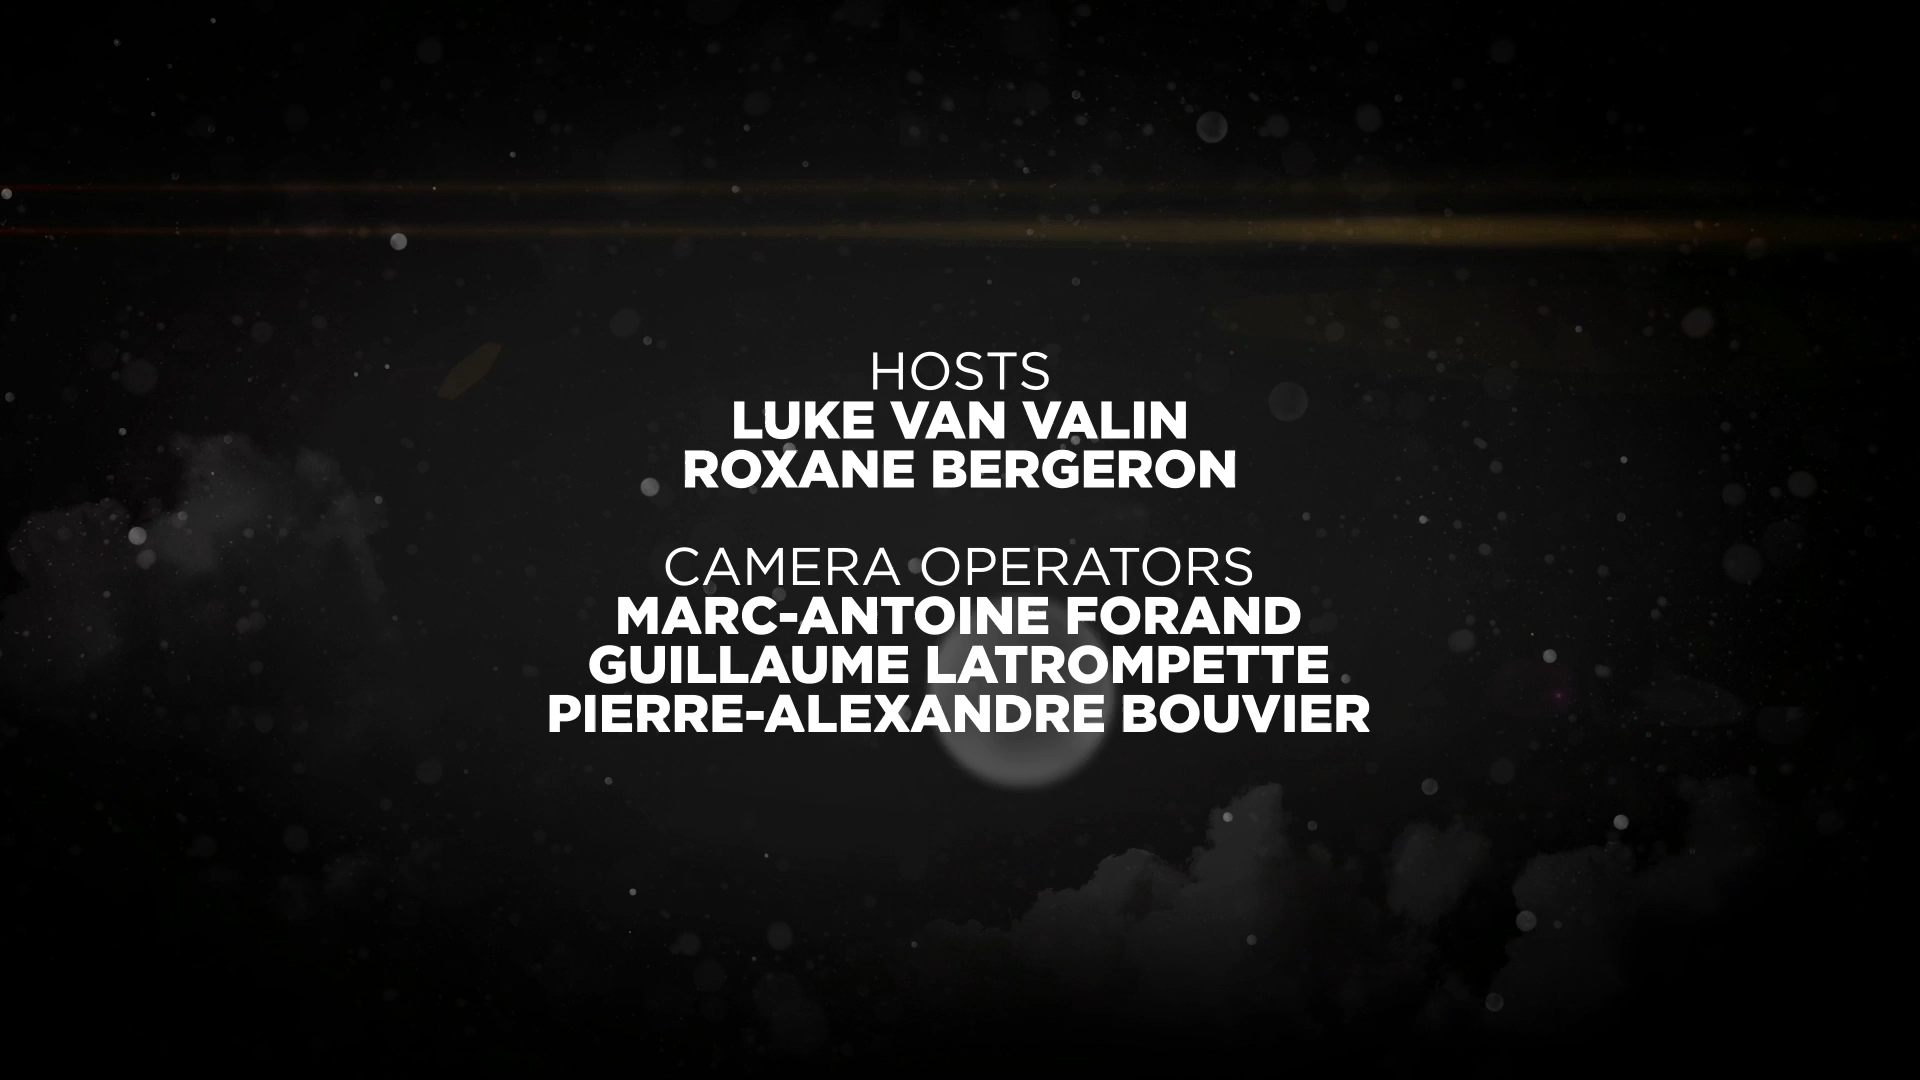 HOSTS
LUKE VAN VALIN
ROXANE BERGERON
CAMERA OPERATORS
MARC-ANTOINE FORAND
GUILLAUME LATROMPETTE
PIERRE-ALEXANDRE BOUVIER